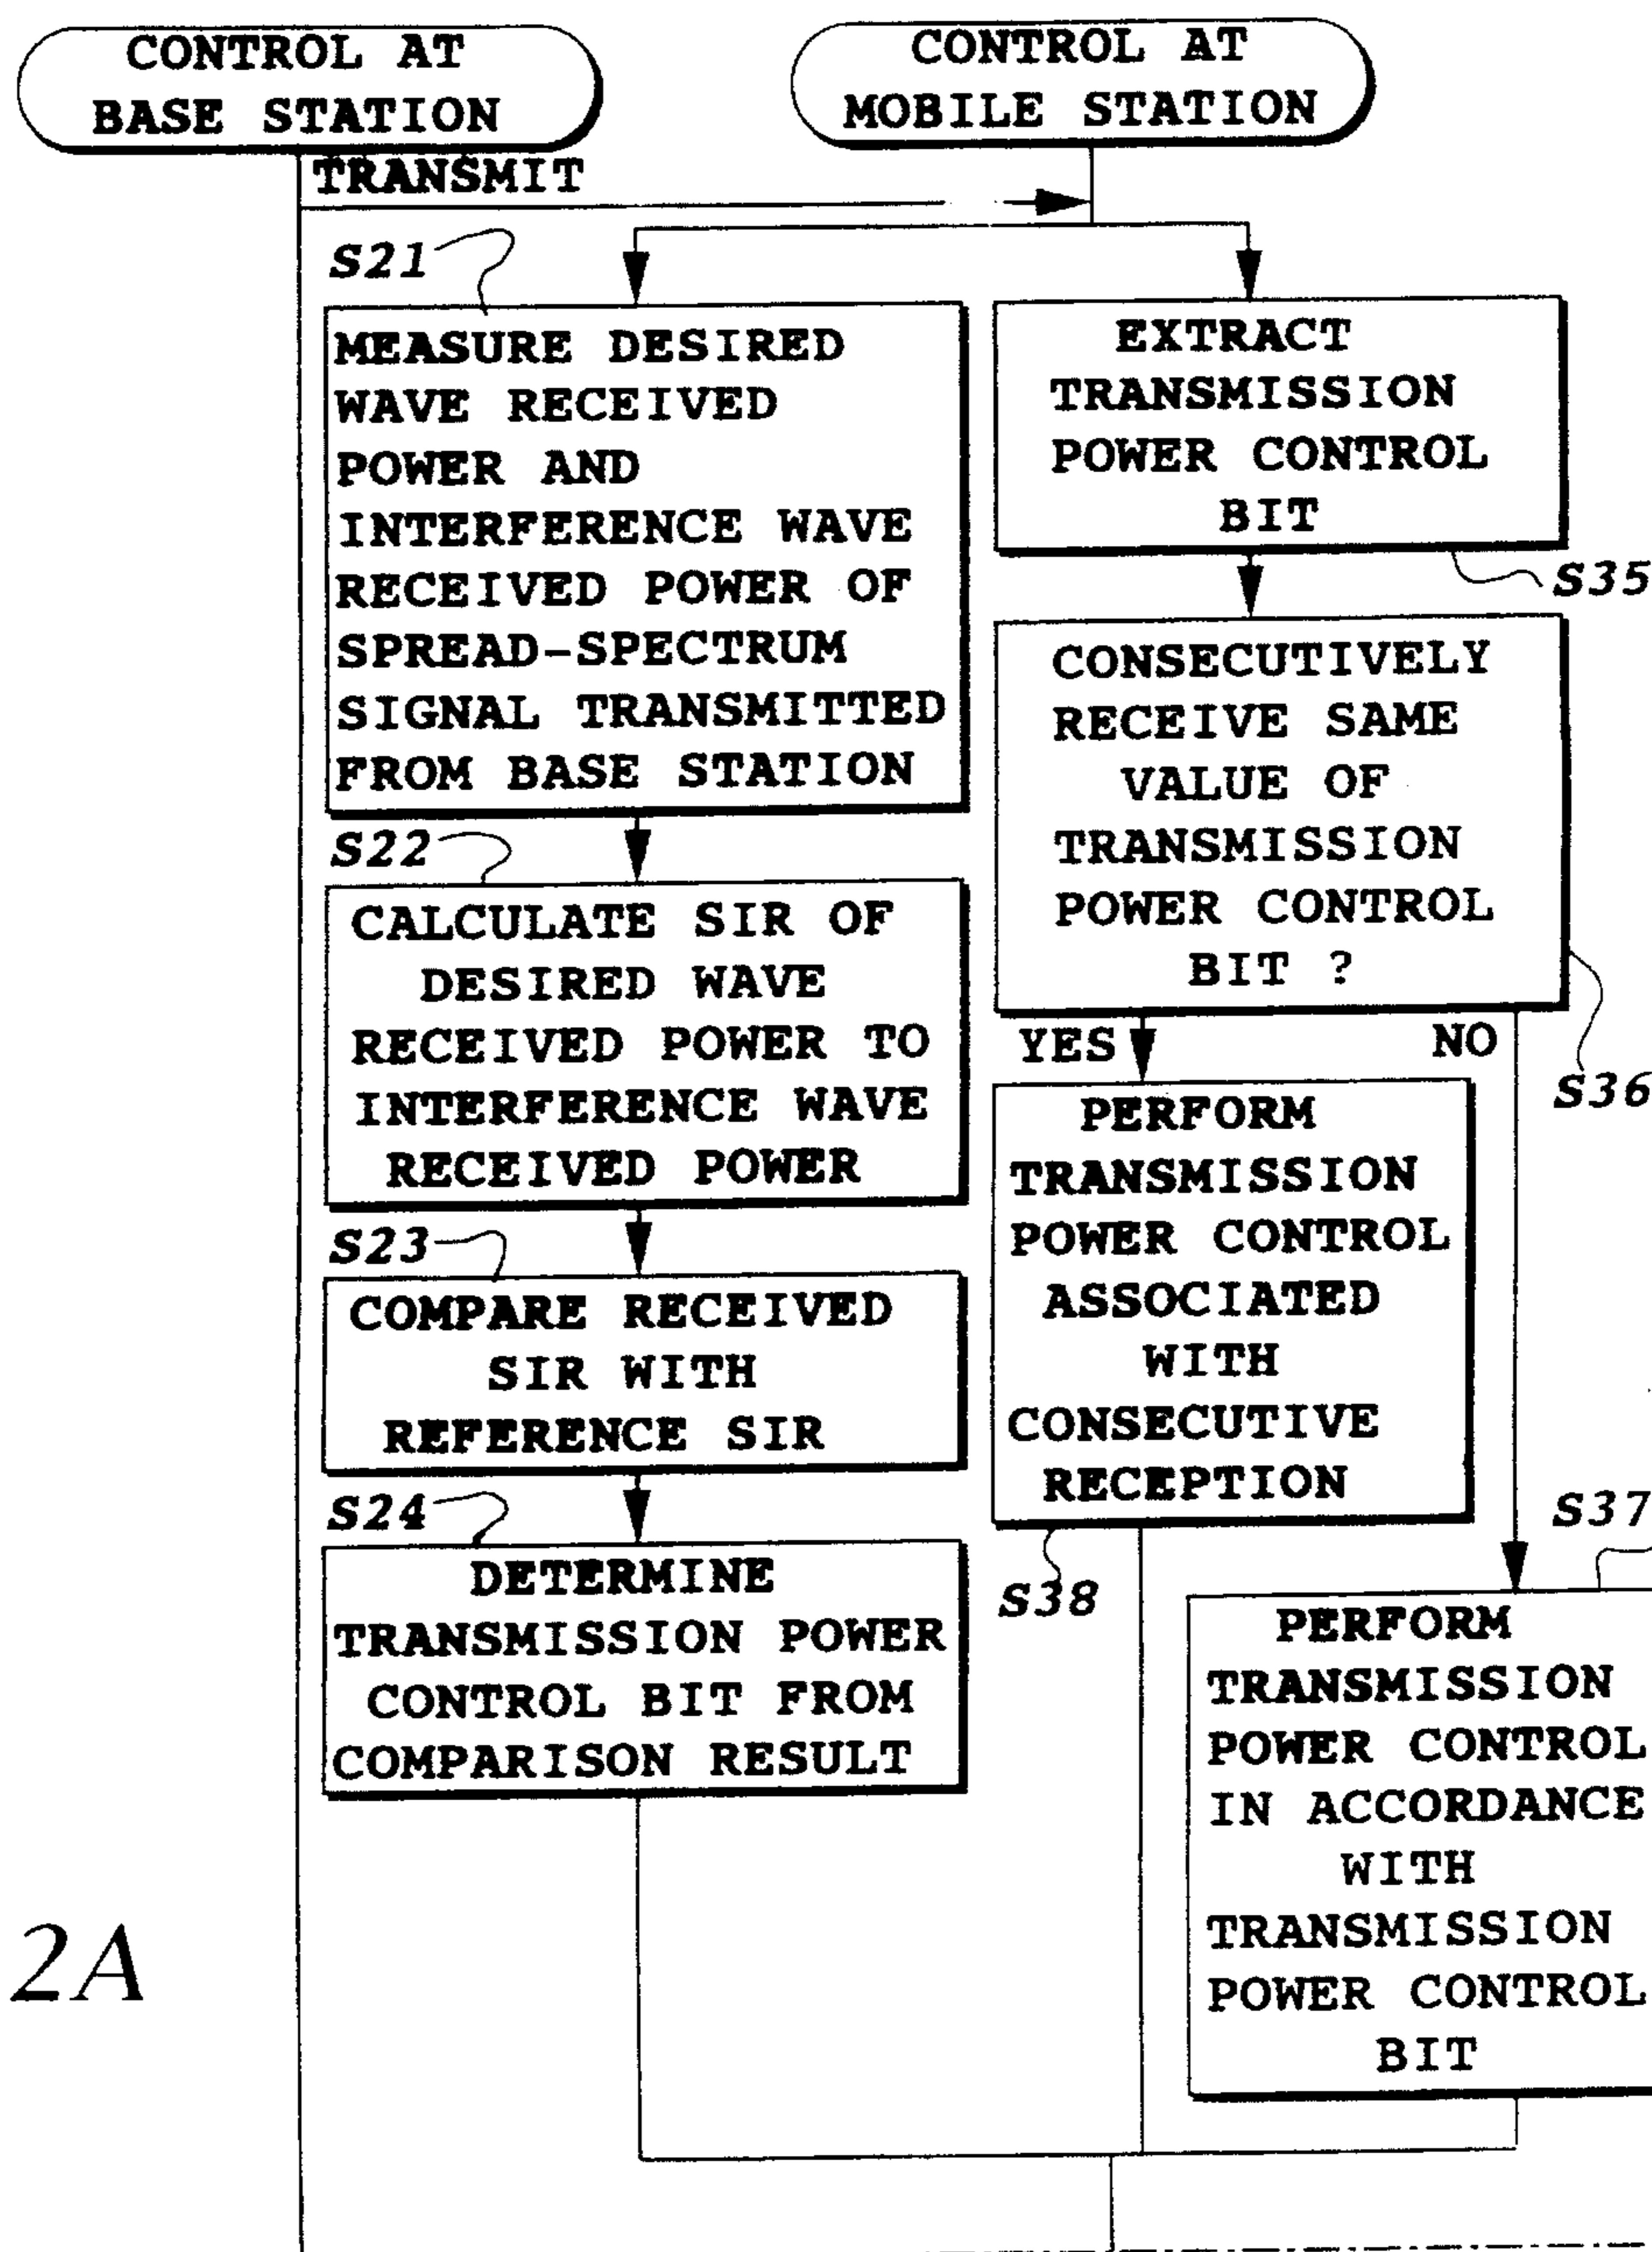 CONTROL AT
BASE STATION
CONTROL AT
MOBILE STATION
TRANSMIT
S21
MEASURE DESIRED
WAVE RECEIVED
POWER AND
INTERFERENCE WAVE
RECEIVED POWER OF
SPREAD-SPECTRUM
SIGNAL TRANSMITTED
FROM BASE STATION
S22
CALCULATE SIR OF
DESIRED WAVE
RECEIVED POWER TO
INTERFERENCE WAVE
RECEIVED POWER
S23
COMPARE RECEIVED
SIR WITH
REFERENCE SIR
S24
DETERMINE
TRANSMISSION POWER
CONTROL BIT FROM
COMPARISON RESULT
EXTRACT
TRANSMISSION
POWER CONTROL
BIT
S35
CONSECUTIVELY
RECEIVE SAME
VALUE OF
TRANSMISSION
POWER CONTROL
BIT ?
S36
YES
NO
PERFORM
TRANSMISSION
POWER CONTROL
ASSOCIATED
WITH
CONSECUTIVE
RECEPTION
S38
S37
PERFORM
TRANSMISSION
POWER CONTROL
IN ACCORDANCE
WITH
TRANSMISSION
POWER CONTROL
BIT
2A